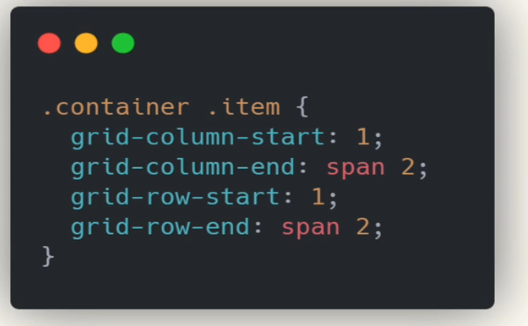 .container .item {
  grid-column-start: 1;
  grid-column-end: span 2;
  grid-row-start: 1;
  grid-row-end: span 2;
}